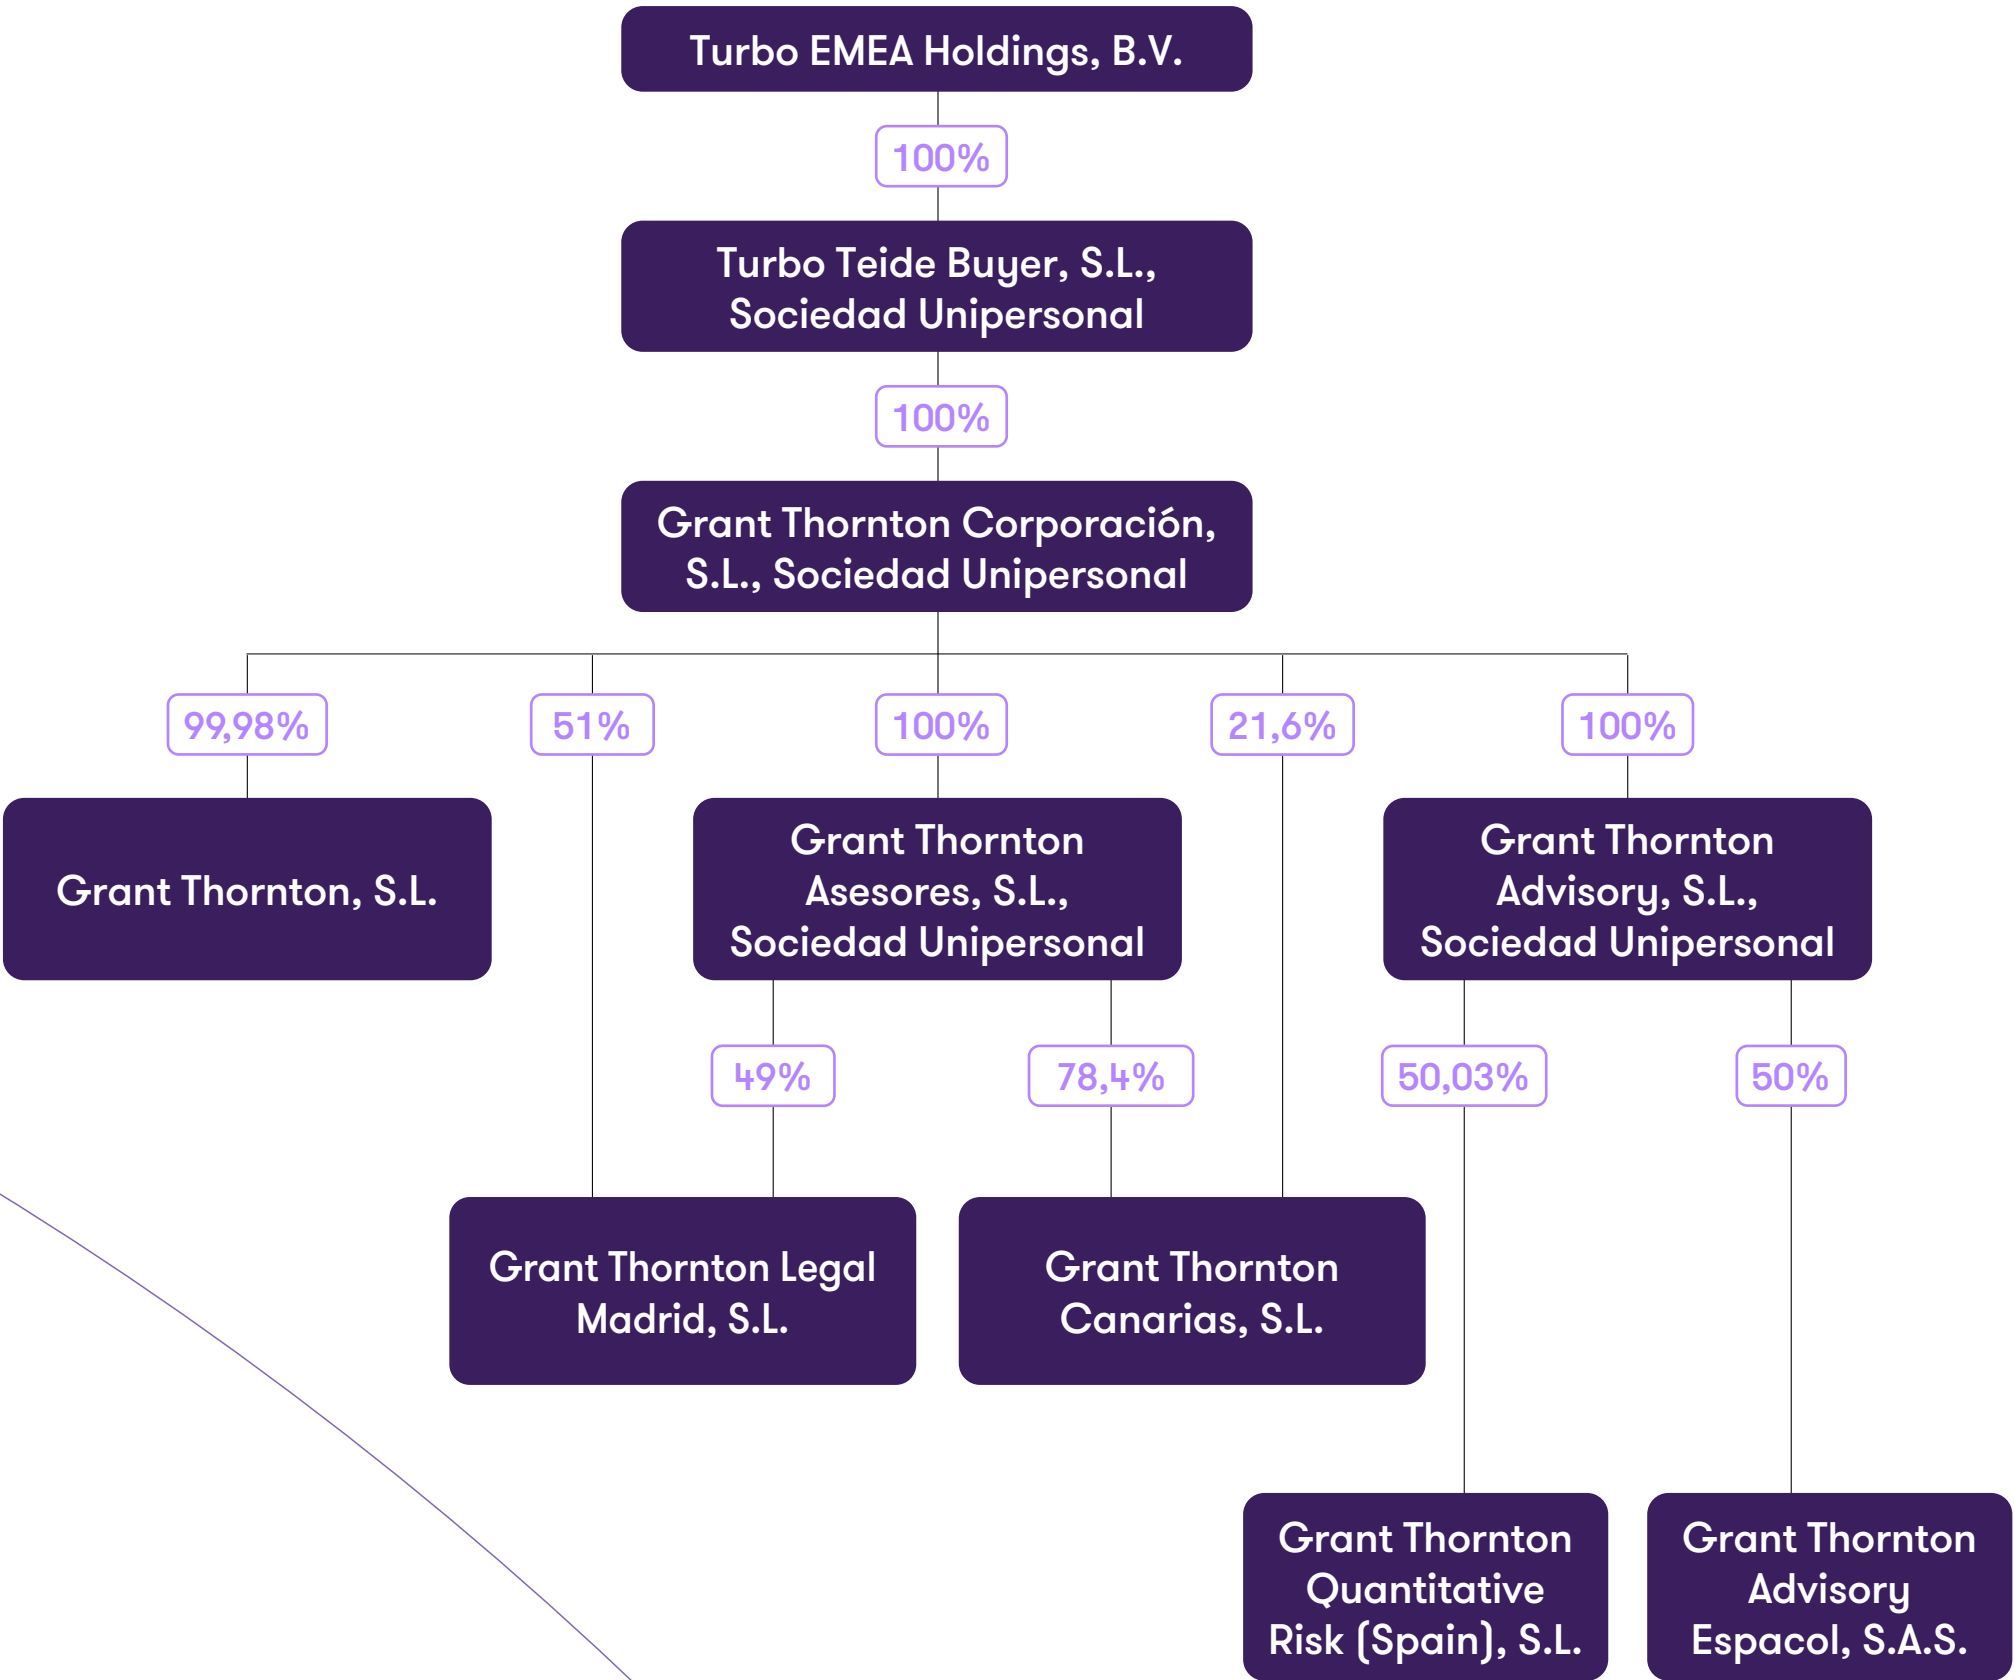 Turbo EMEA Holdings, B.V.
100%
Turbo Teide Buyer, S.L.,
Sociedad Unipersonal
100%
Grant Thornton Corporación,
S.L., Sociedad Unipersonal
99,98%
51%
100%
21,6%
100%
Grant Thornton, S.L.
Grant Thornton
Asesores, S.L.,
Sociedad Unipersonal
Grant Thornton
Advisory, S.L.,
Sociedad Unipersonal
49%
78,4%
50,03%
50%
Grant Thornton Legal
Madrid, S.L.
Grant Thornton
Canarias, S.L.
Grant Thornton
Quantitative
Risk (Spain), S.L.
Grant Thornton
Advisory
Espacol, S.A.S.